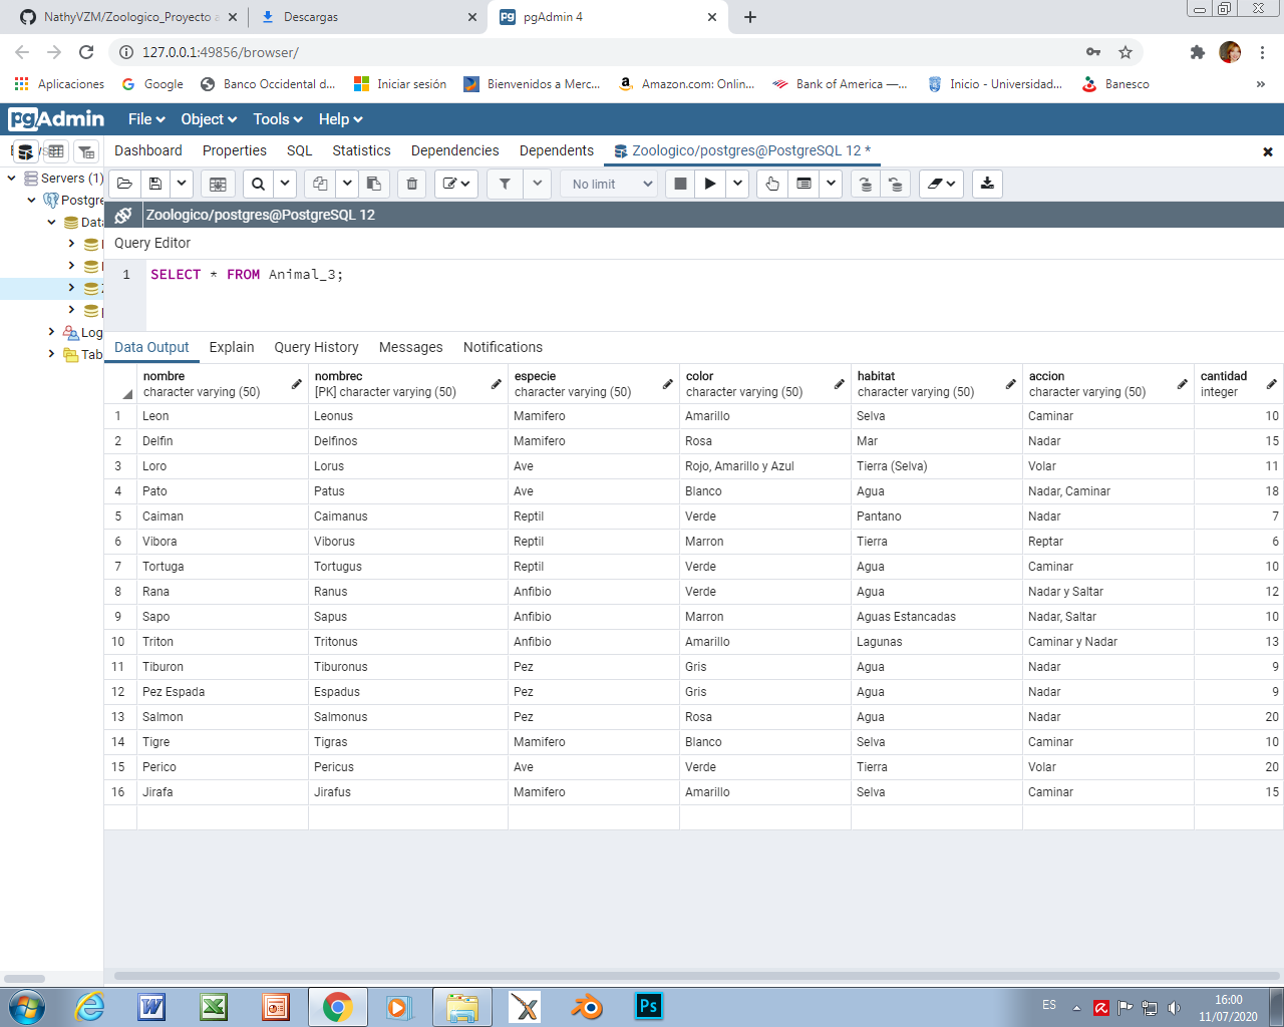 NathyVZM/Zoologico_Proyecto a
Descargas
pgAdmin 4
127.0.0.1:49856/browser/
Aplicaciones
Google
Banco Occidental d...
Iniciar sesión
Bienvenidos a Merc...
Amazon.com: Onlin...
Bank of America —...
Inicio - Universidad...
Banesco
»
pgAdmin File Object Tools Help
Dashboard Properties SQL Statistics Dependencies Dependents Zoologico/postgres@PostgreSQL 12 *
Servers (1)
Postgre
Data
Log
Tab
No limit
Zoologico/postgres@PostgreSQL 12
Query Editor
1 SELECT * FROM Animal_3;
Data Output Explain Query History Messages Notifications
nombre nombrec especie color habitat accion cantidad
character varying (50) [PK] character varying (50) character varying (50) character varying (50) character varying (50) character varying (50) integer
1 Leon Leonus Mamifero Amarillo Selva Caminar 10
2 Delfin Delfinos Mamifero Rosa Mar Nadar 15
3 Loro Lorus Ave Rojo, Amarillo y Azul Tierra (Selva) Volar 11
4 Pato Patus Ave Blanco Agua Nadar, Caminar 18
5 Caiman Caimanus Reptil Verde Pantano Nadar 7
6 Vibora Viborus Reptil Marron Tierra Reptar 6
7 Tortuga Tortugus Reptil Verde Agua Caminar 10
8 Rana Ranus Anfibio Verde Agua Nadar y Saltar 12
9 Sapo Sapus Anfibio Marron Aguas Estancadas Nadar, Saltar 10
10 Triton Tritonus Anfibio Amarillo Lagunas Caminar y Nadar 13
11 Tiburon Tiburonus Pez Gris Agua Nadar 9
12 Pez Espada Espadus Pez Gris Agua Nadar 9
13 Salmon Salmonus Pez Rosa Agua Nadar 20
14 Tigre Tigras Mamifero Blanco Selva Caminar 10
15 Perico Pericus Ave Verde Tierra Volar 20
16 Jirafa Jirafus Mamifero Amarillo Selva Caminar 15
Ps
ES
16:00
11/07/2020